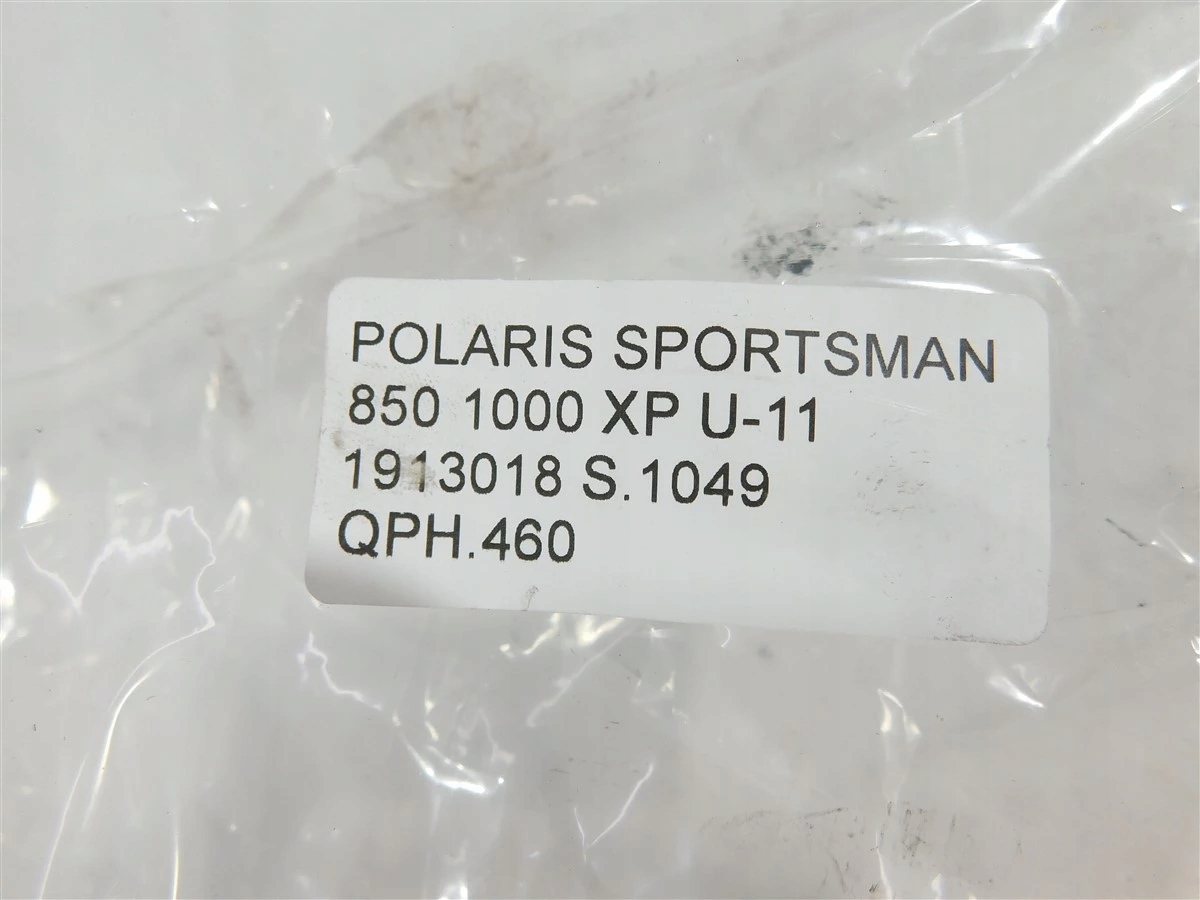 POLARIS SPORTSMAN
850 1000 XP U-11
1913018 S.1049
QPH.460